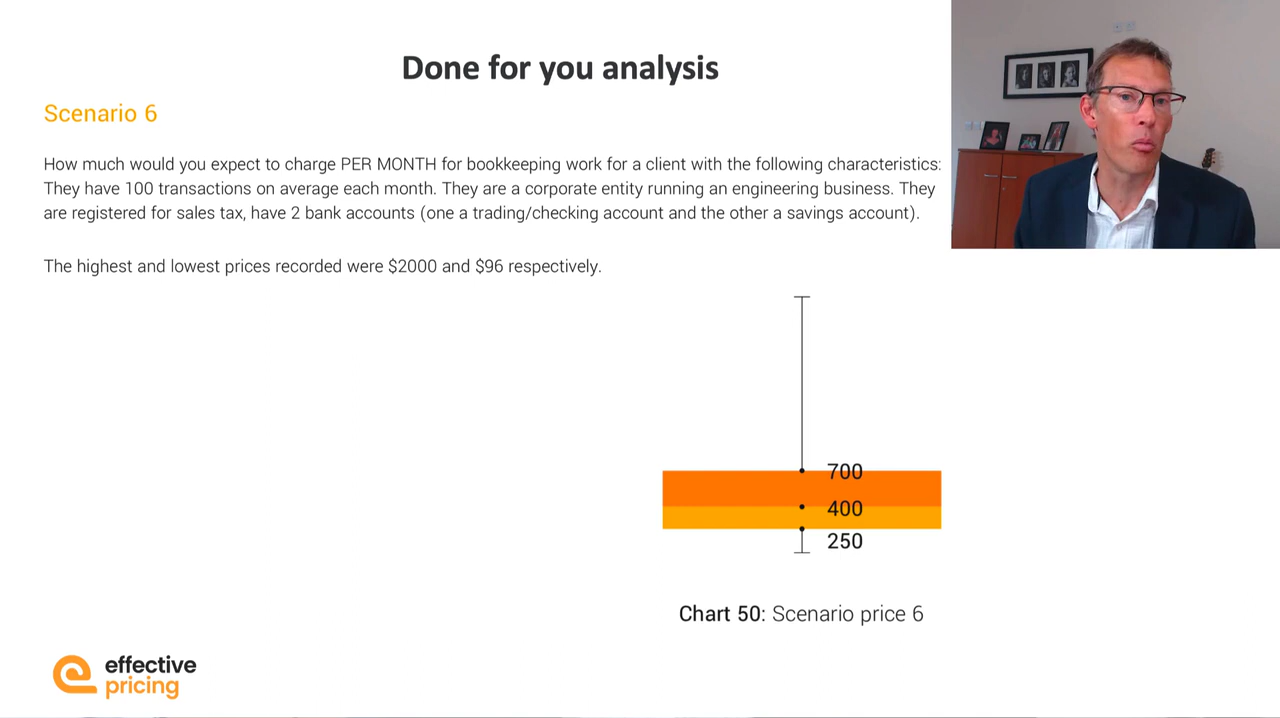 Done for you analysis
Scenario 6
How much would you expect to charge PER MONTH for bookkeeping work for a client with the following characteristics:
They have 100 transactions on average each month. They are a corporate entity running an engineering business. They
are registered for sales tax, have 2 bank accounts (one a trading/checking account and the other a savings account).
The highest and lowest prices recorded were $2000 and $96 respectively.
700
400
250
Chart 50: Scenario price 6
effective
pricing